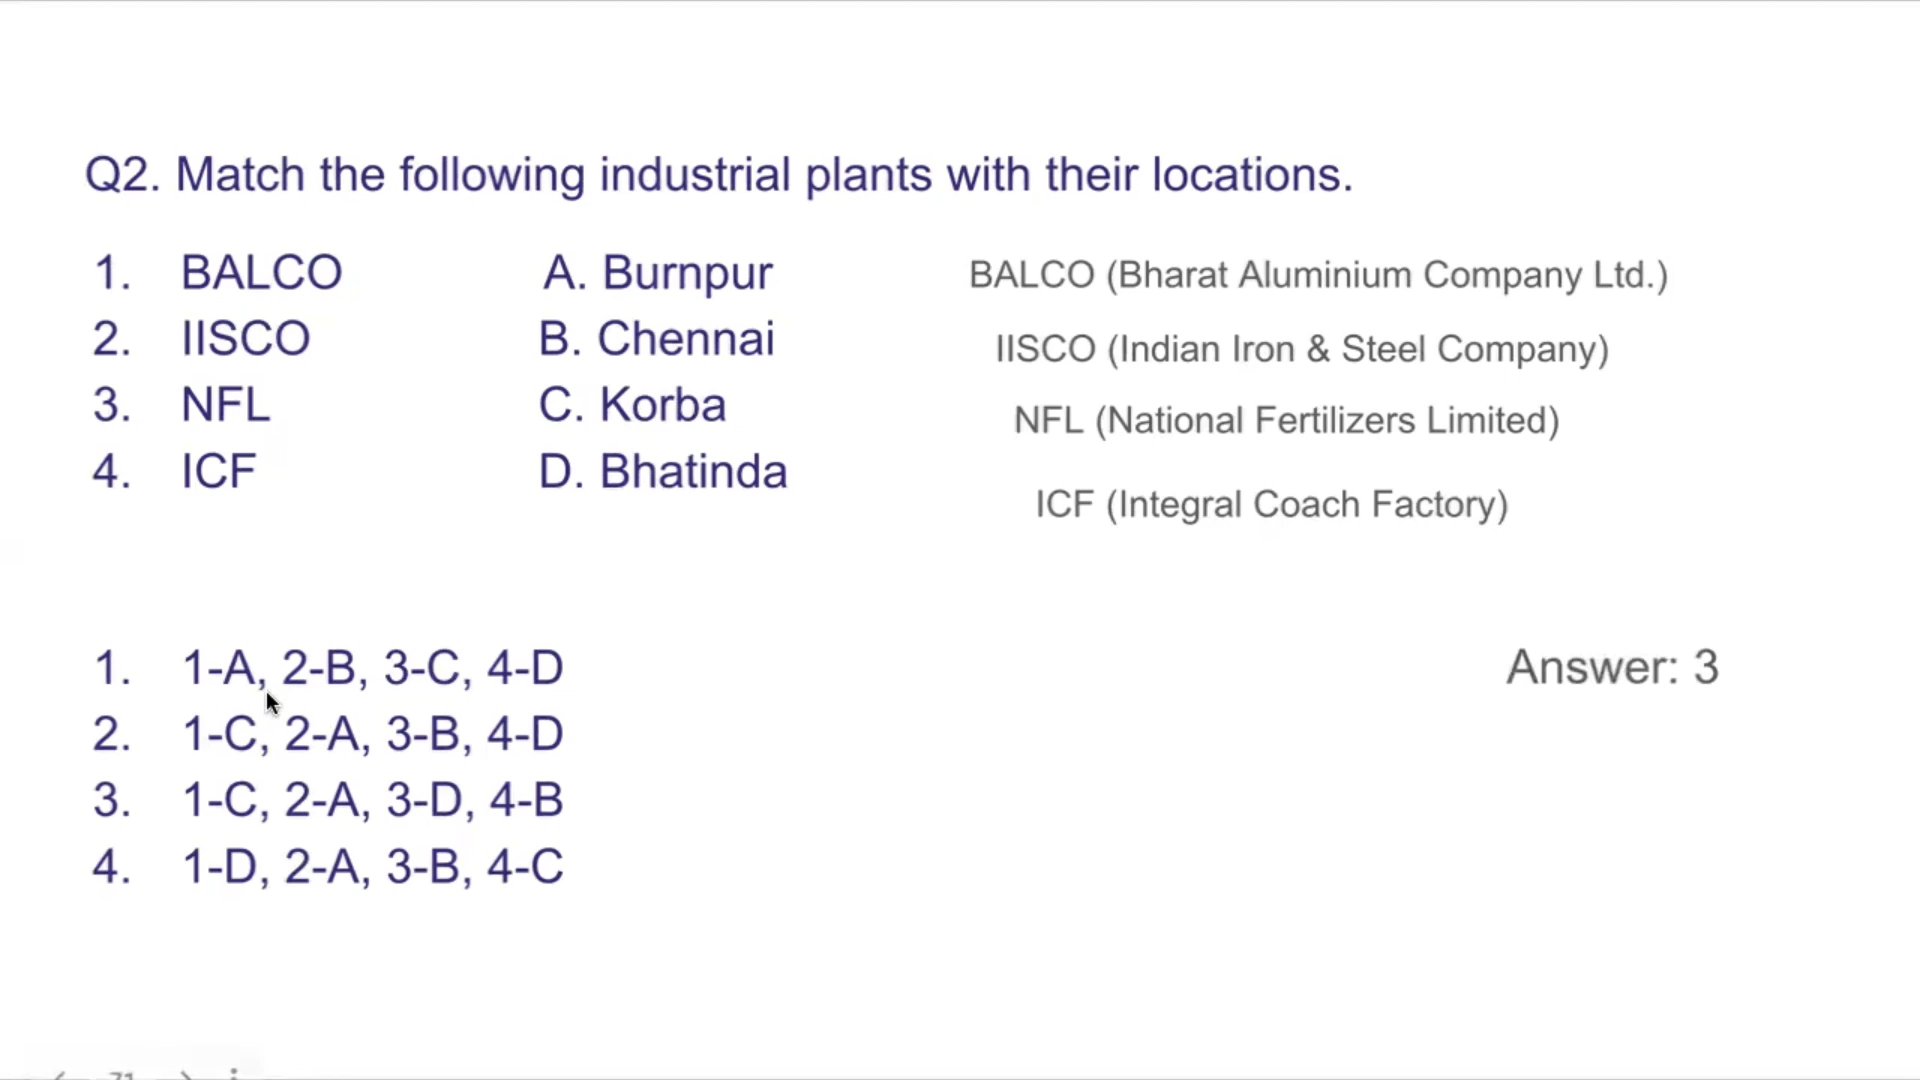 Q2. Match the following industrial plants with their locations.
1. BALCO A. Burnpur BALCO (Bharat Aluminium Company Ltd.)
2. IISCO B. Chennai IISCO (Indian Iron & Steel Company)
3. NFL C. Korba NFL (National Fertilizers Limited)
4. ICF D. Bhatinda ICF (Integral Coach Factory)
1. 1-A, 2-B, 3-C, 4-D Answer: 3
2. 1-C, 2-A, 3-B, 4-D
3. 1-C, 2-A, 3-D, 4-B
4. 1-D, 2-A, 3-B, 4-C